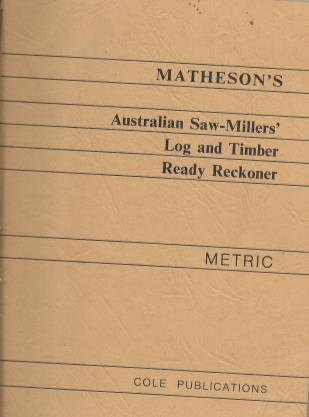 MATHESON'S
Australian Saw-Millers'
Log and Timber
Ready Reckoner
METRIC
COLE PUBLICATIONS